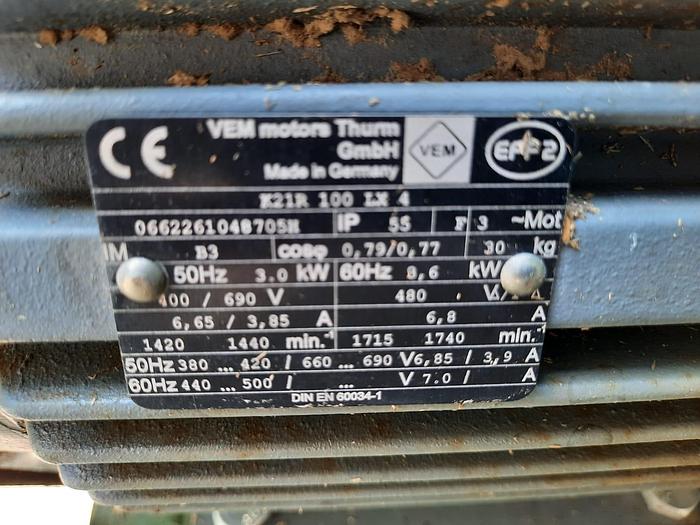 CE VEM motors Thurm
GmbH
Made in Germany
VEM
EFF2
K21R 100 LX 4
0662261048705H IP 55 F 3 ~Mot
IM B3 cosφ 0,79/0,77 30 kg
50Hz 3.0 kW 60Hz 3,6 kW
400 / 690 V 480 V
6,65 / 3,85 A 6,8 A
1420 1440 min.⁻¹ 1715 1740 min.⁻¹
50Hz 380 ... 420 / 660 ... 690 V 6,85 / 3,9 A
60Hz 440 ... 500 / ... V 7.0 / A
DIN EN 60034-1